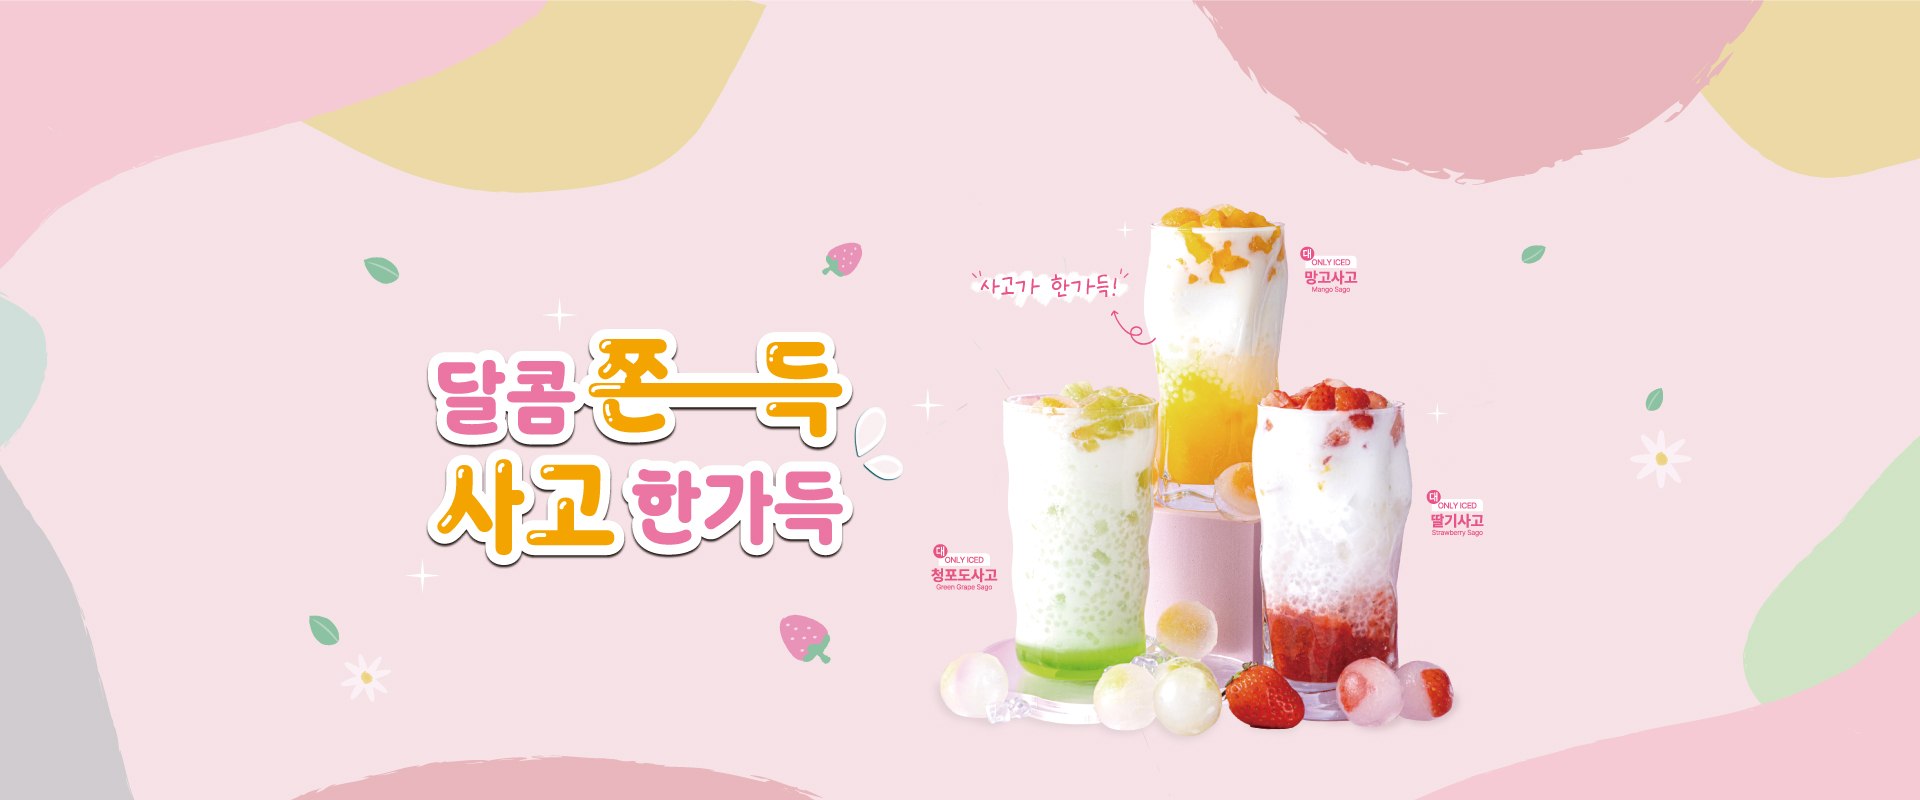 달콤 쫀득
사고 한가득
사고가 한가득!
대
ONLY ICED
망고사고
Mango Sago
대
ONLY ICED
딸기사고
Strawberry Sago
대
ONLY ICED
청포도사고
Green Grape Sago